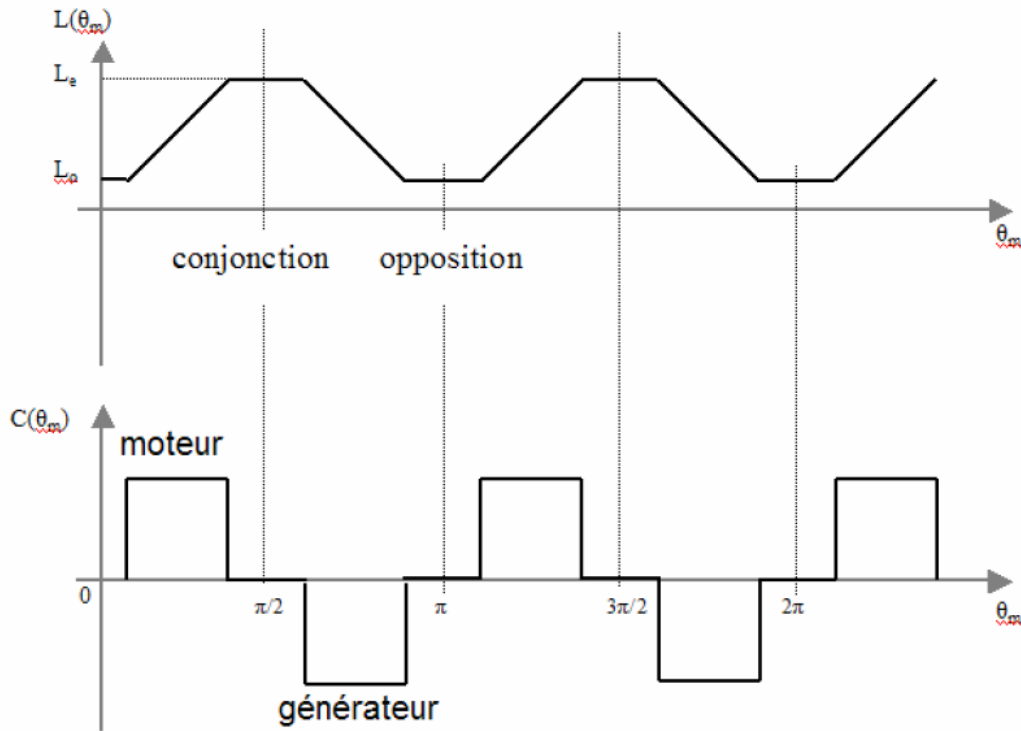 L(θm)
Le
Lo
θm
conjonction
opposition
C(θm)
moteur
0
π/2
π
3π/2
2π
θm
générateur